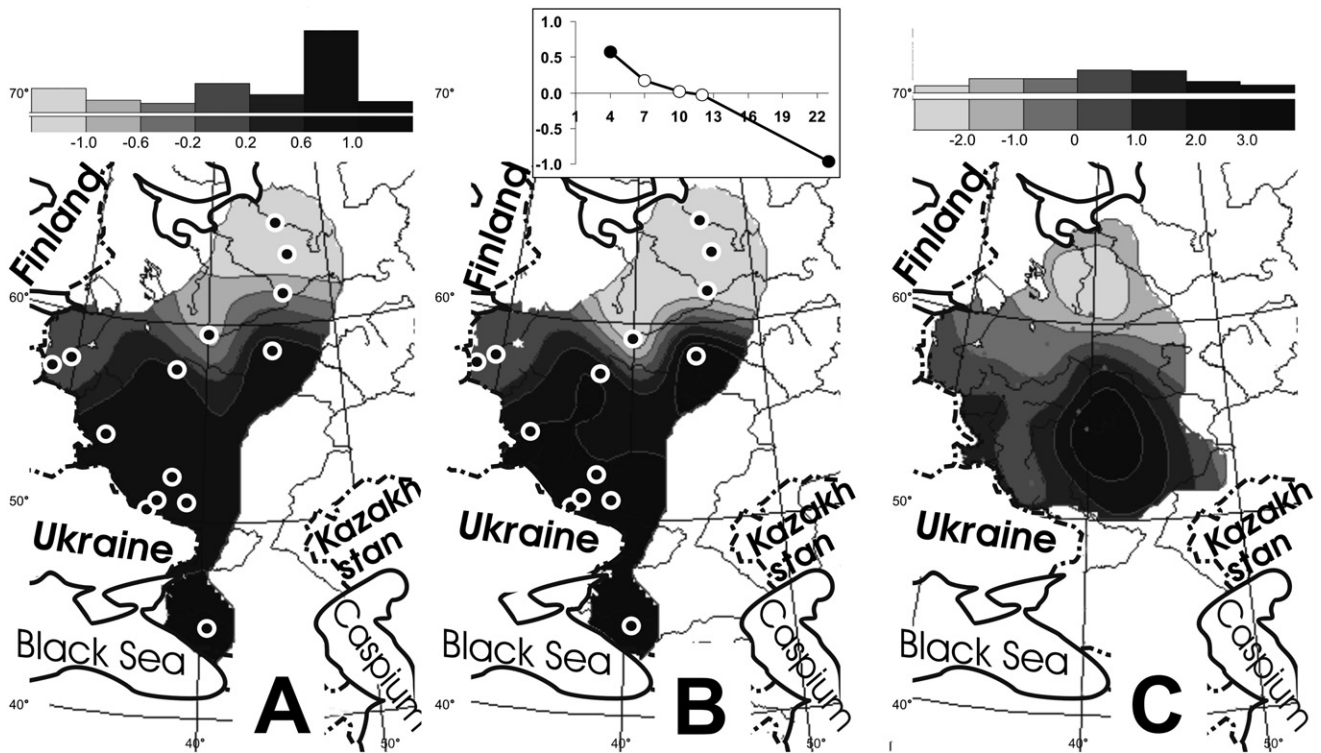 70°
-1.0 -0.6 -0.2 0.2 0.6 1.0
Finland
60°
50°
Ukraine
Kazakh
stan
Black Sea
Caspium
40°
A
40°
50°
1.0
0.5
0.0
-0.5
-1.0
1 4 7 10 13 16 19 22
70°
Finland
60°
50°
Ukraine
Kazakh
stan
Black Sea
Caspium
40°
B
40°
50°
-2.0 -1.0 0 1.0 2.0 3.0
70°
Finland
60°
50°
Ukraine
Kazakh
stan
Black Sea
Caspium
40°
C
40°
50°